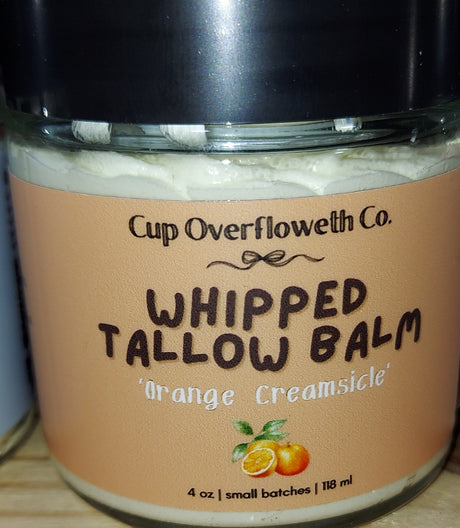 Cup Overfloweth Co.
WHIPPED
TALLOW BALM
'Orange Creamsicle'
4 oz | small batches | 118 ml